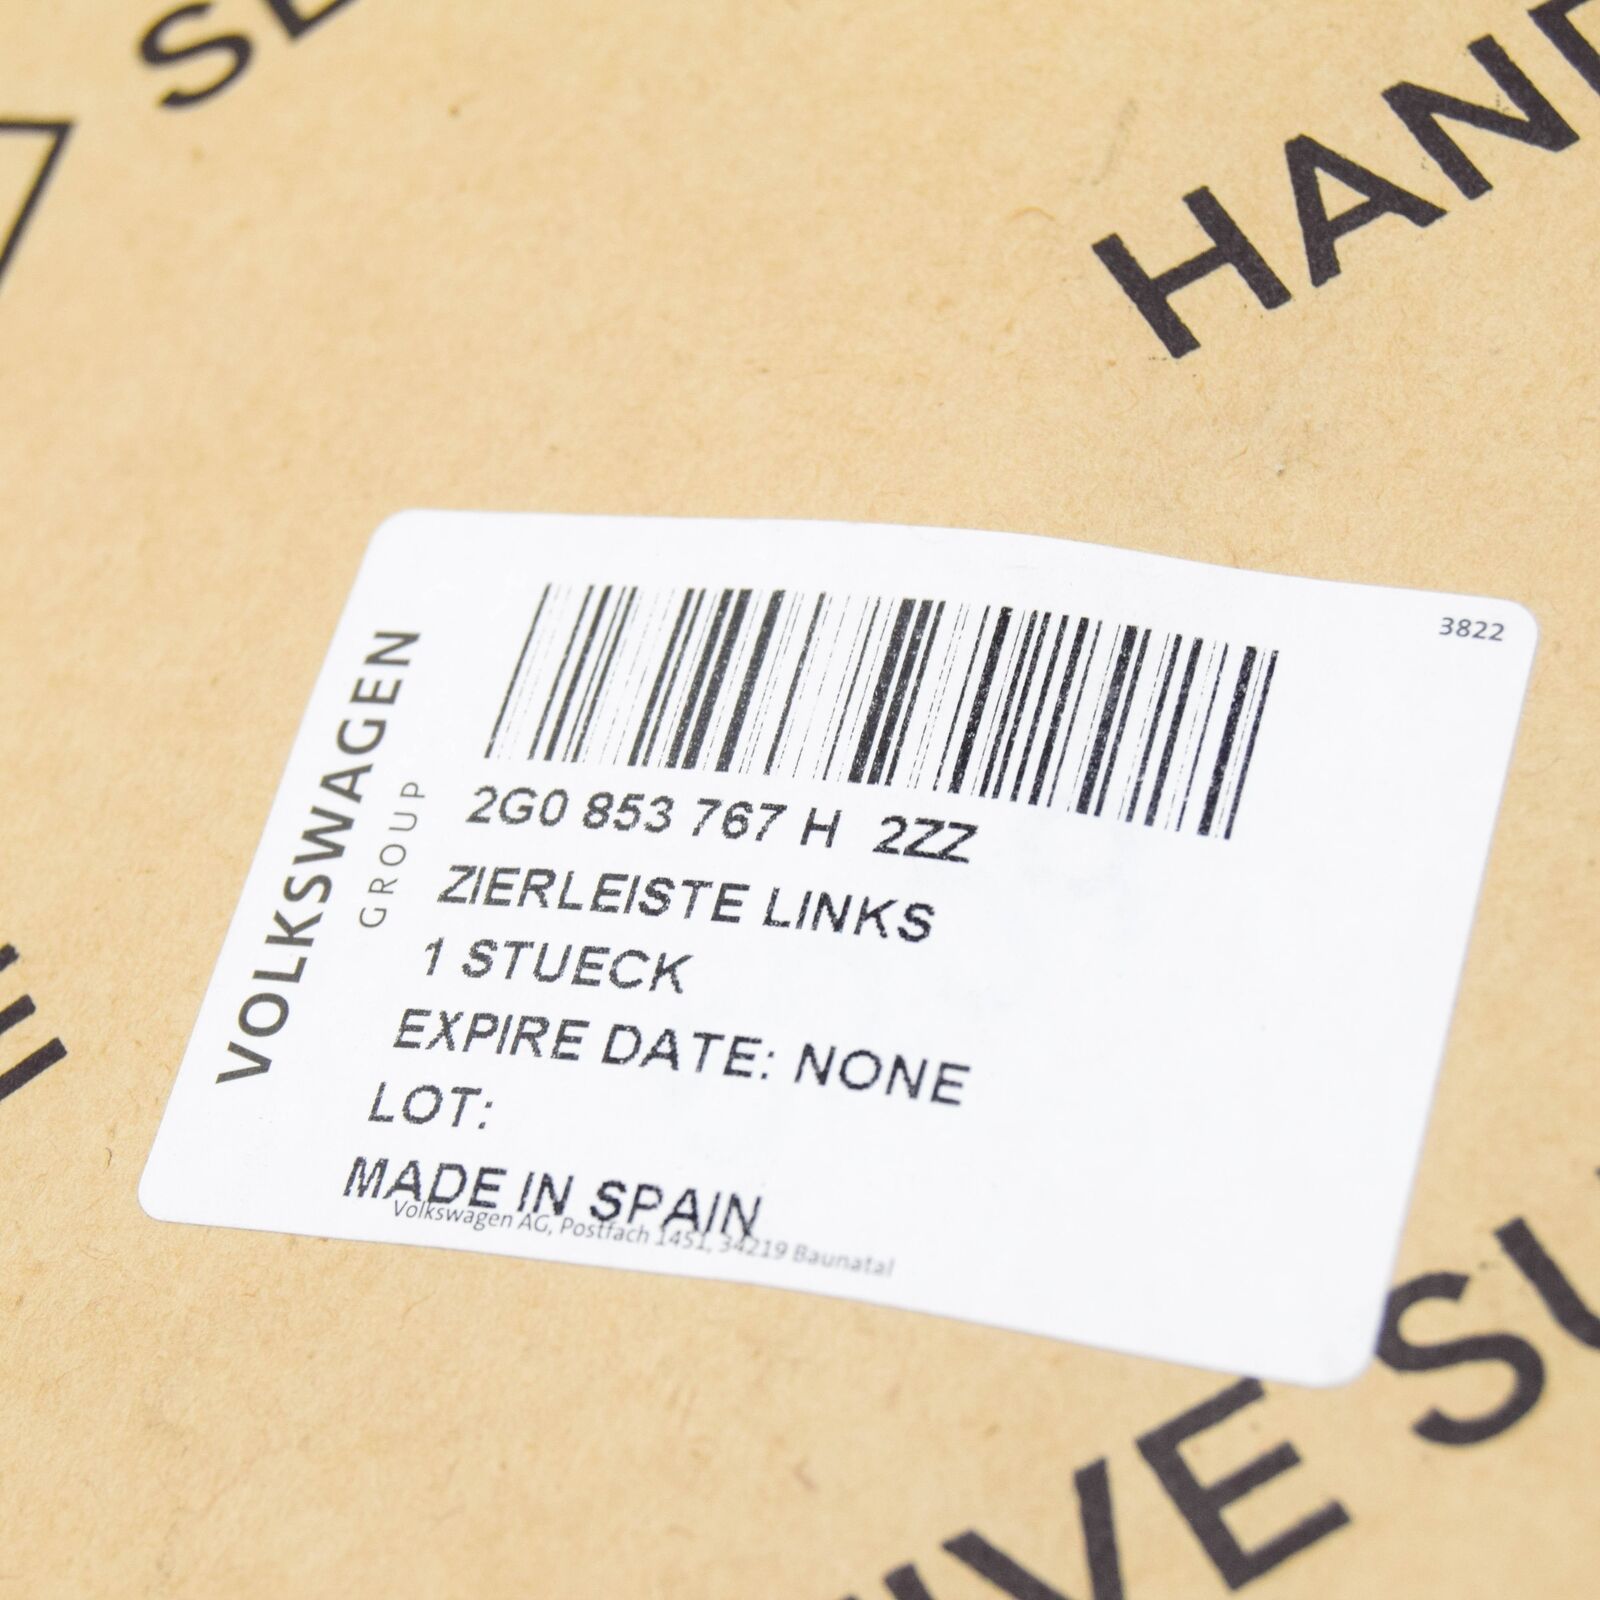 HAND
3822
VOLKSWAGEN
GROUP
2G0 853 767 H 2ZZ
ZIERLEISTE LINKS
1 STUECK
EXPIRE DATE: NONE
LOT:
MADE IN SPAIN
Volkswagen AG, Postfach 1451, 34219 Baunatal